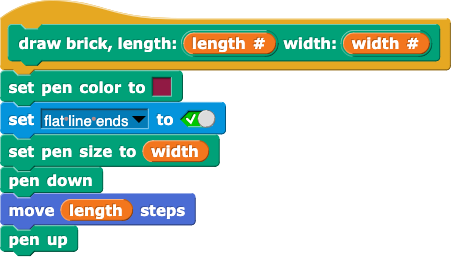 draw brick, length: length # width: width #
set pen color to
set flat line ends to
set pen size to width
pen down
move length steps
pen up